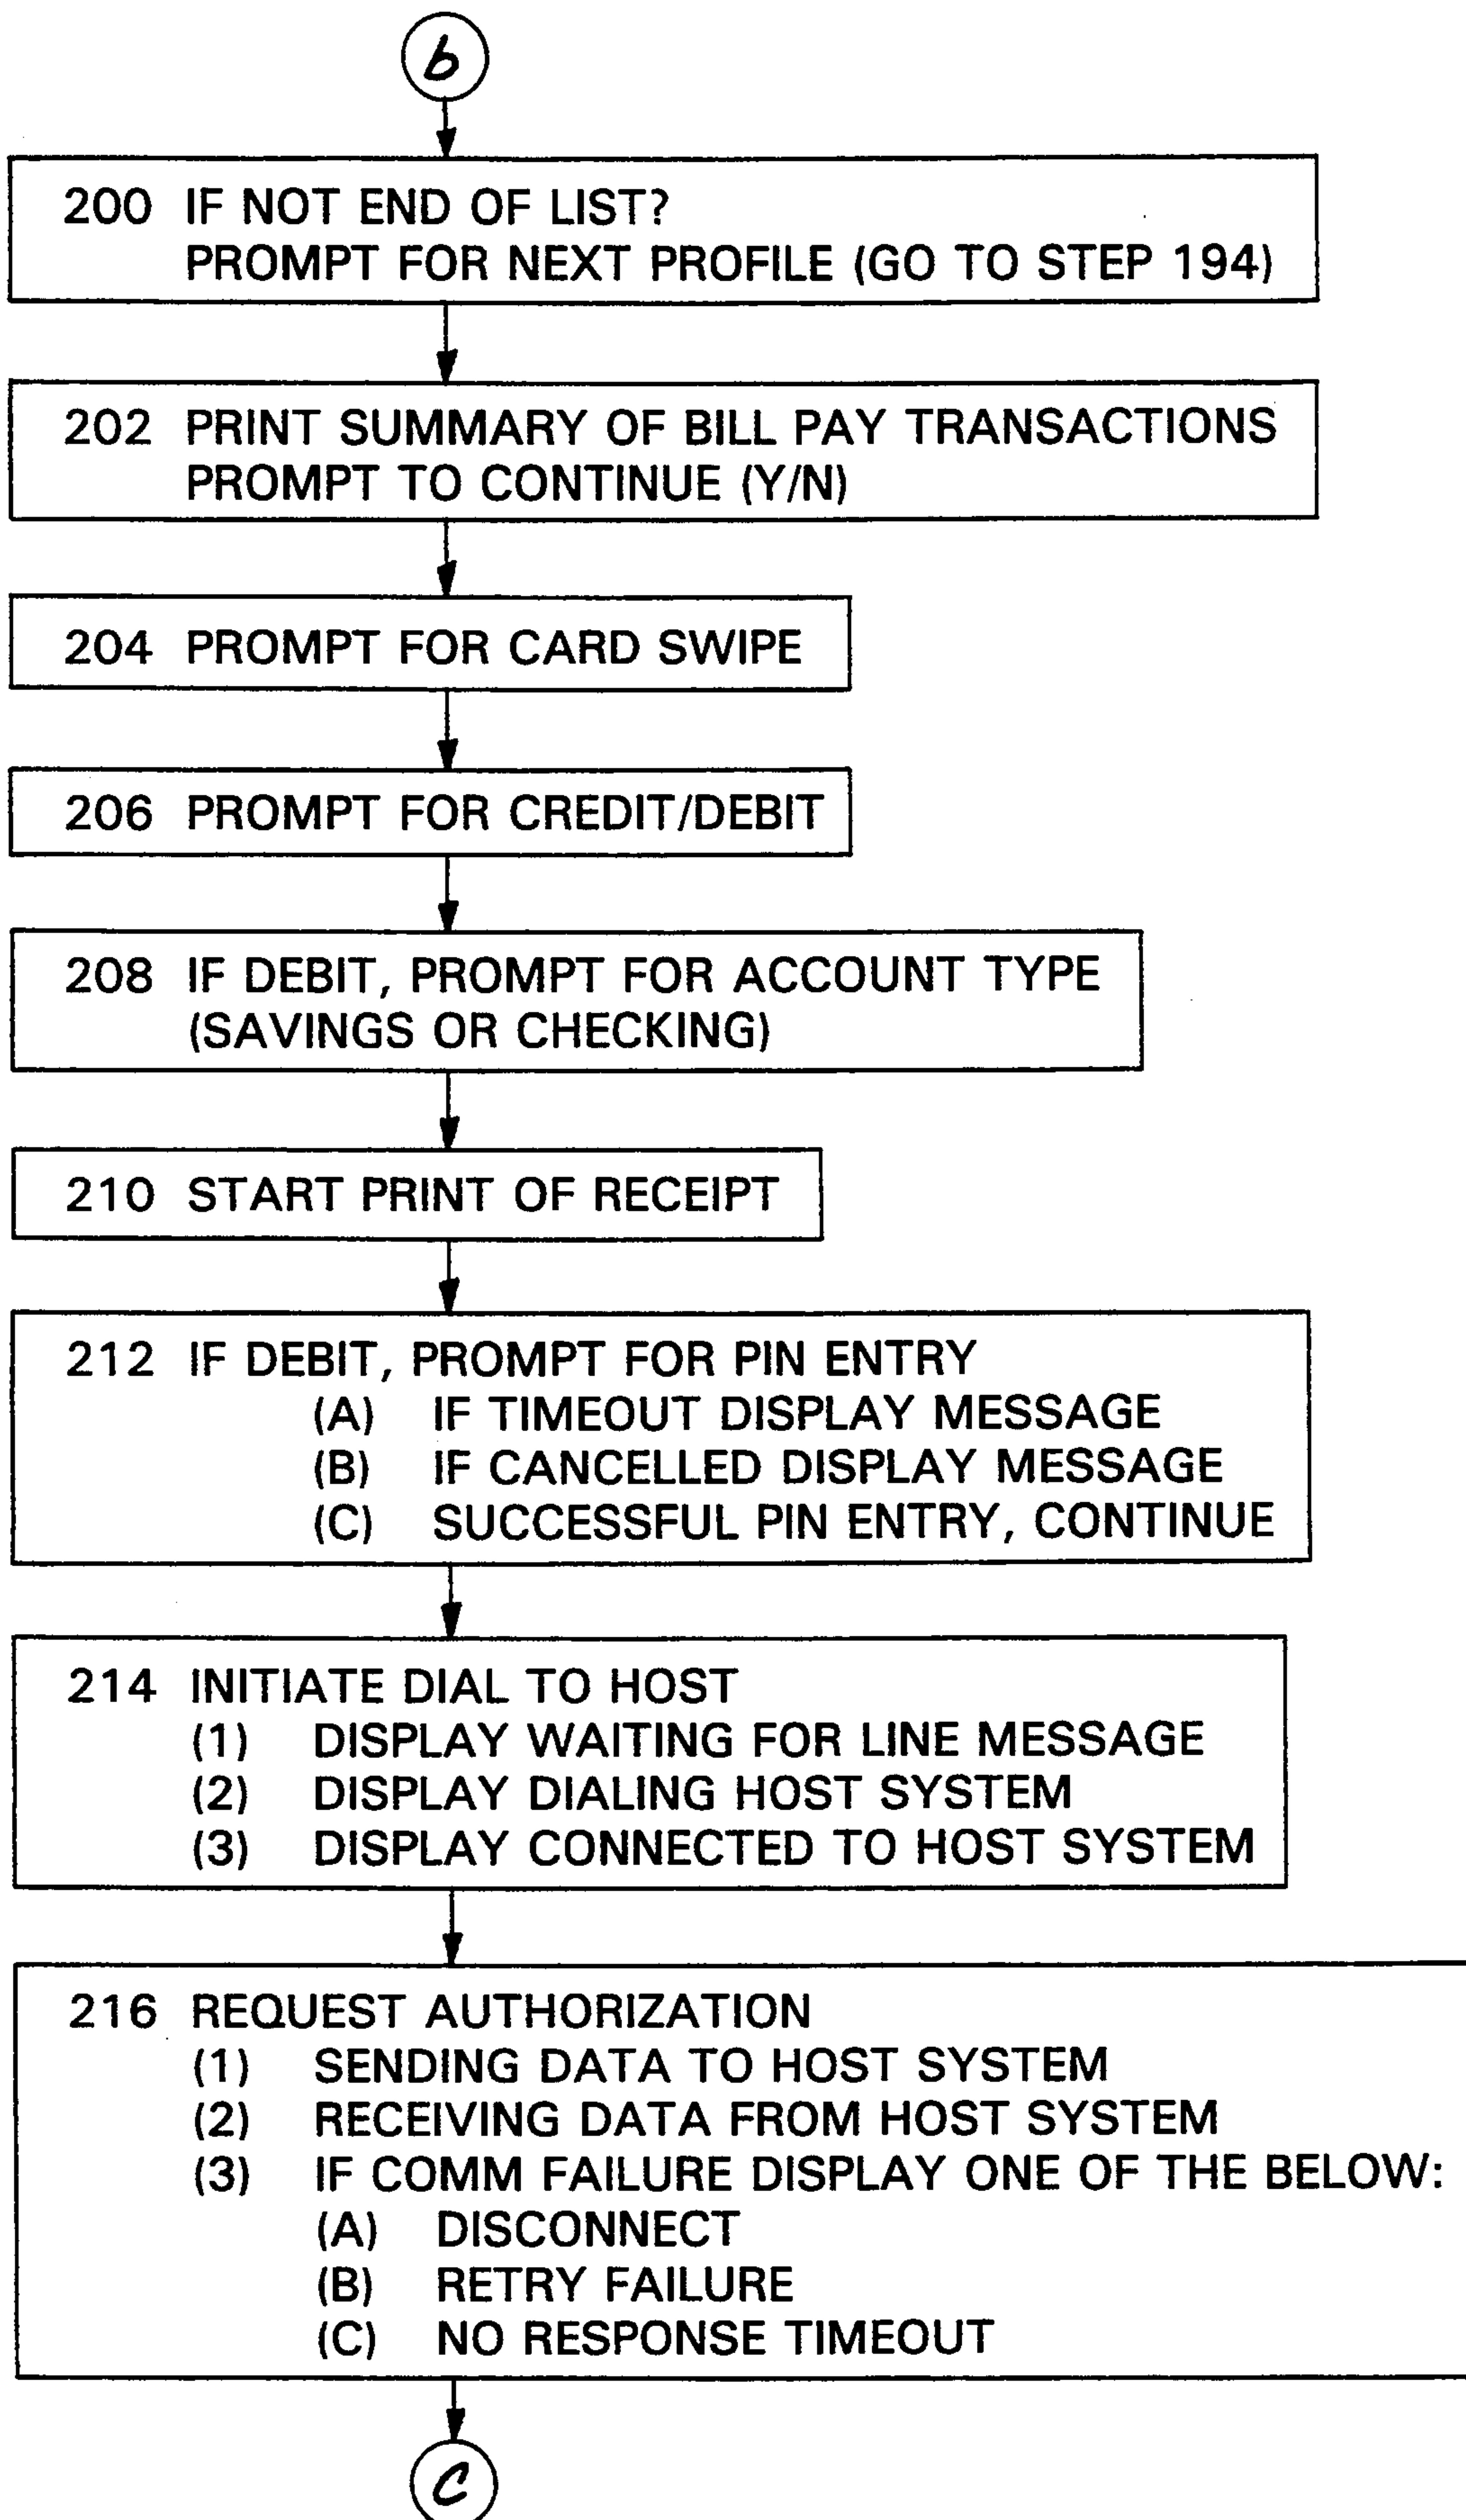 b
200 IF NOT END OF LIST?
PROMPT FOR NEXT PROFILE (GO TO STEP 194)
202 PRINT SUMMARY OF BILL PAY TRANSACTIONS
PROMPT TO CONTINUE (Y/N)
204 PROMPT FOR CARD SWIPE
206 PROMPT FOR CREDIT/DEBIT
208 IF DEBIT, PROMPT FOR ACCOUNT TYPE
(SAVINGS OR CHECKING)
210 START PRINT OF RECEIPT
212 IF DEBIT, PROMPT FOR PIN ENTRY
(A) IF TIMEOUT DISPLAY MESSAGE
(B) IF CANCELLED DISPLAY MESSAGE
(C) SUCCESSFUL PIN ENTRY, CONTINUE
214 INITIATE DIAL TO HOST
(1) DISPLAY WAITING FOR LINE MESSAGE
(2) DISPLAY DIALING HOST SYSTEM
(3) DISPLAY CONNECTED TO HOST SYSTEM
216 REQUEST AUTHORIZATION
(1) SENDING DATA TO HOST SYSTEM
(2) RECEIVING DATA FROM HOST SYSTEM
(3) IF COMM FAILURE DISPLAY ONE OF THE BELOW:
(A) DISCONNECT
(B) RETRY FAILURE
(C) NO RESPONSE TIMEOUT
C